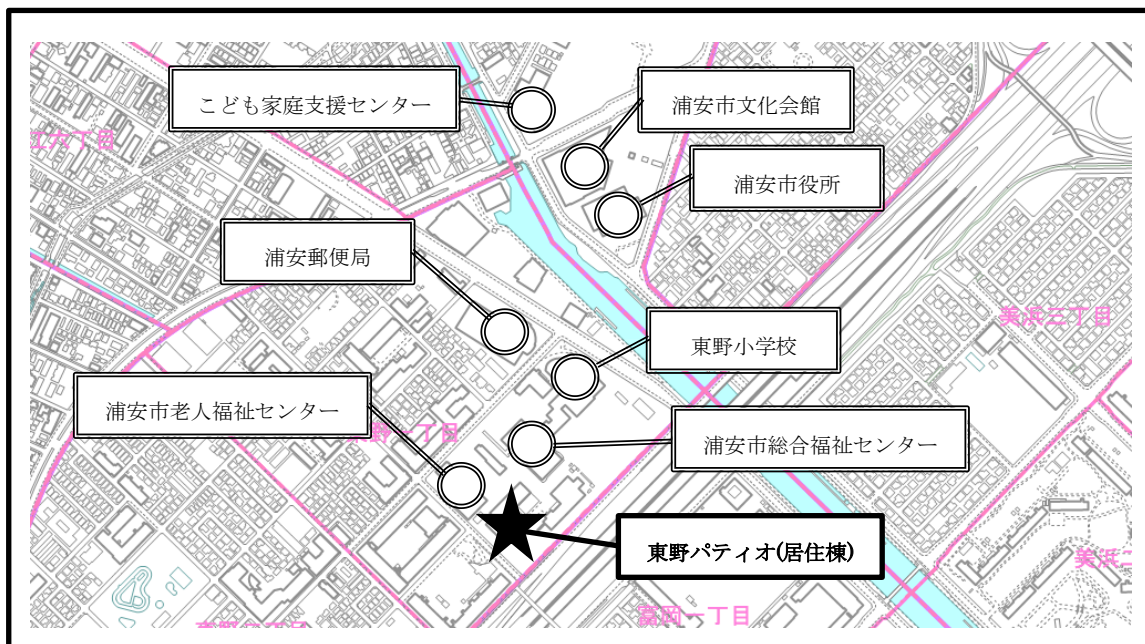 こども家庭支援センター
浦安市文化会館
江六丁目
浦安市役所
浦安郵便局
美浜三丁目
東野小学校
浦安市老人福祉センター
東野一丁目
浦安市総合福祉センター
東野パティオ(居住棟)
富岡一丁目